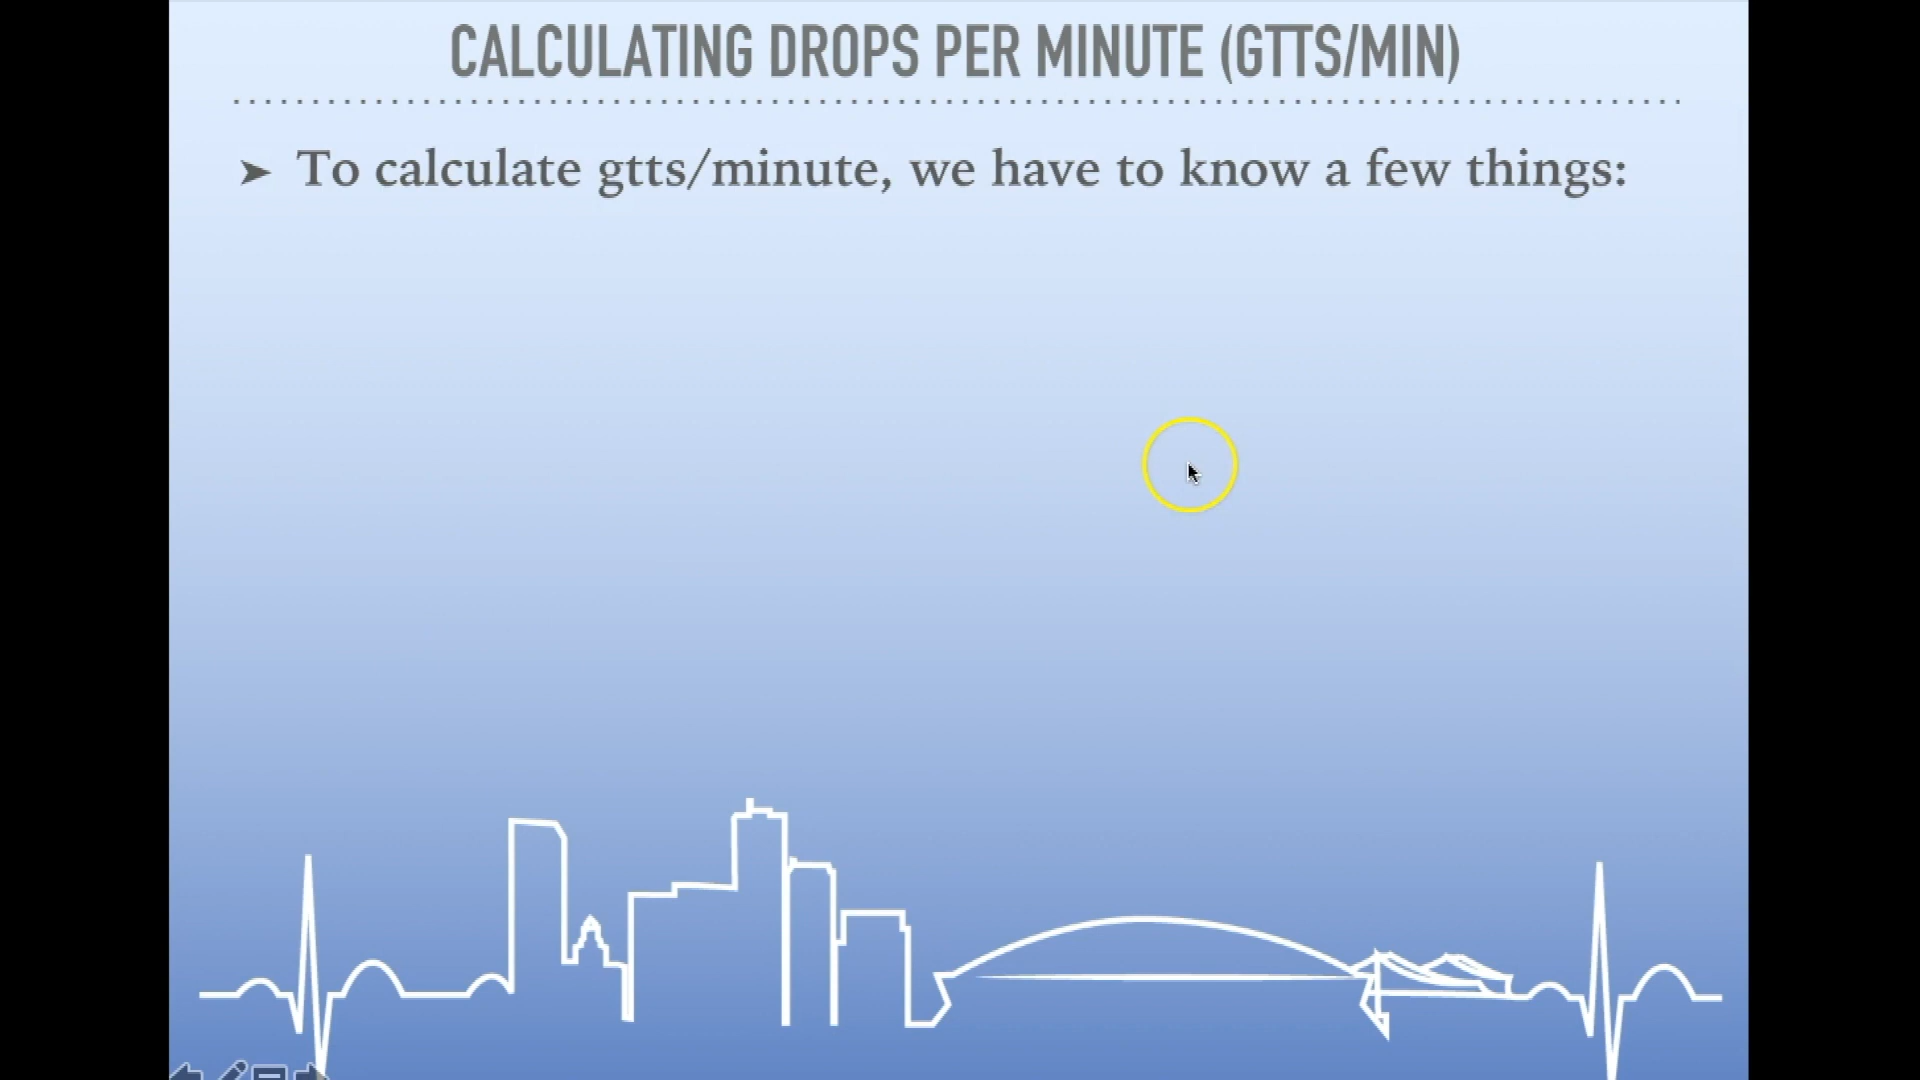 CALCULATING DROPS PER MINUTE (GTTS/MIN)
➤ To calculate gtts/minute, we have to know a few things: